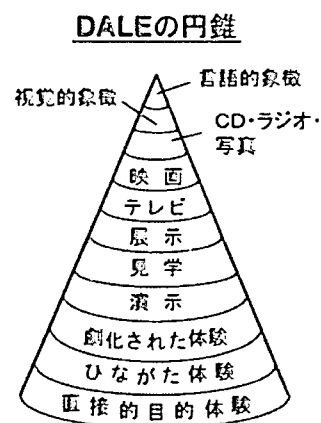 DALEの円錐
言語的象徴
視覚的象徴
CD・ラジオ・
写真
映画
テレビ
展示
見学
演示
劇化された体験
ひながた体験
直接的目的体験